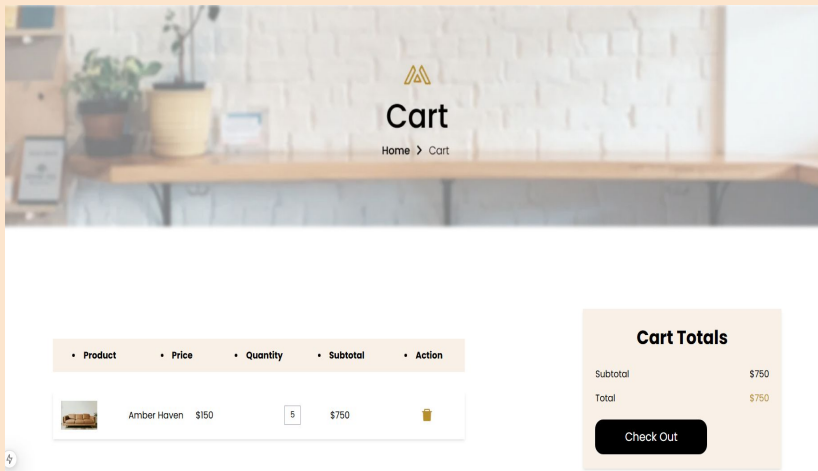 Cart
Home > Cart
• Product • Price • Quantity • Subtotal • Action
Amber Haven $150 5 $750
Cart Totals
Subtotal $750
Total $750
Check Out